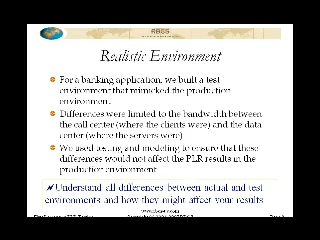 RBCS
Realistic Environment
For a banking application, we built a test
environment that mimicked the production
environment
Differences were limited to the bandwidth between
the call center (where the clients were) and the data
center (where the servers were)
We used testing and modeling to ensure that these
differences would not affect the PLR results in the
production environment
Understand all differences between actual and test
environments and how they might affect your results